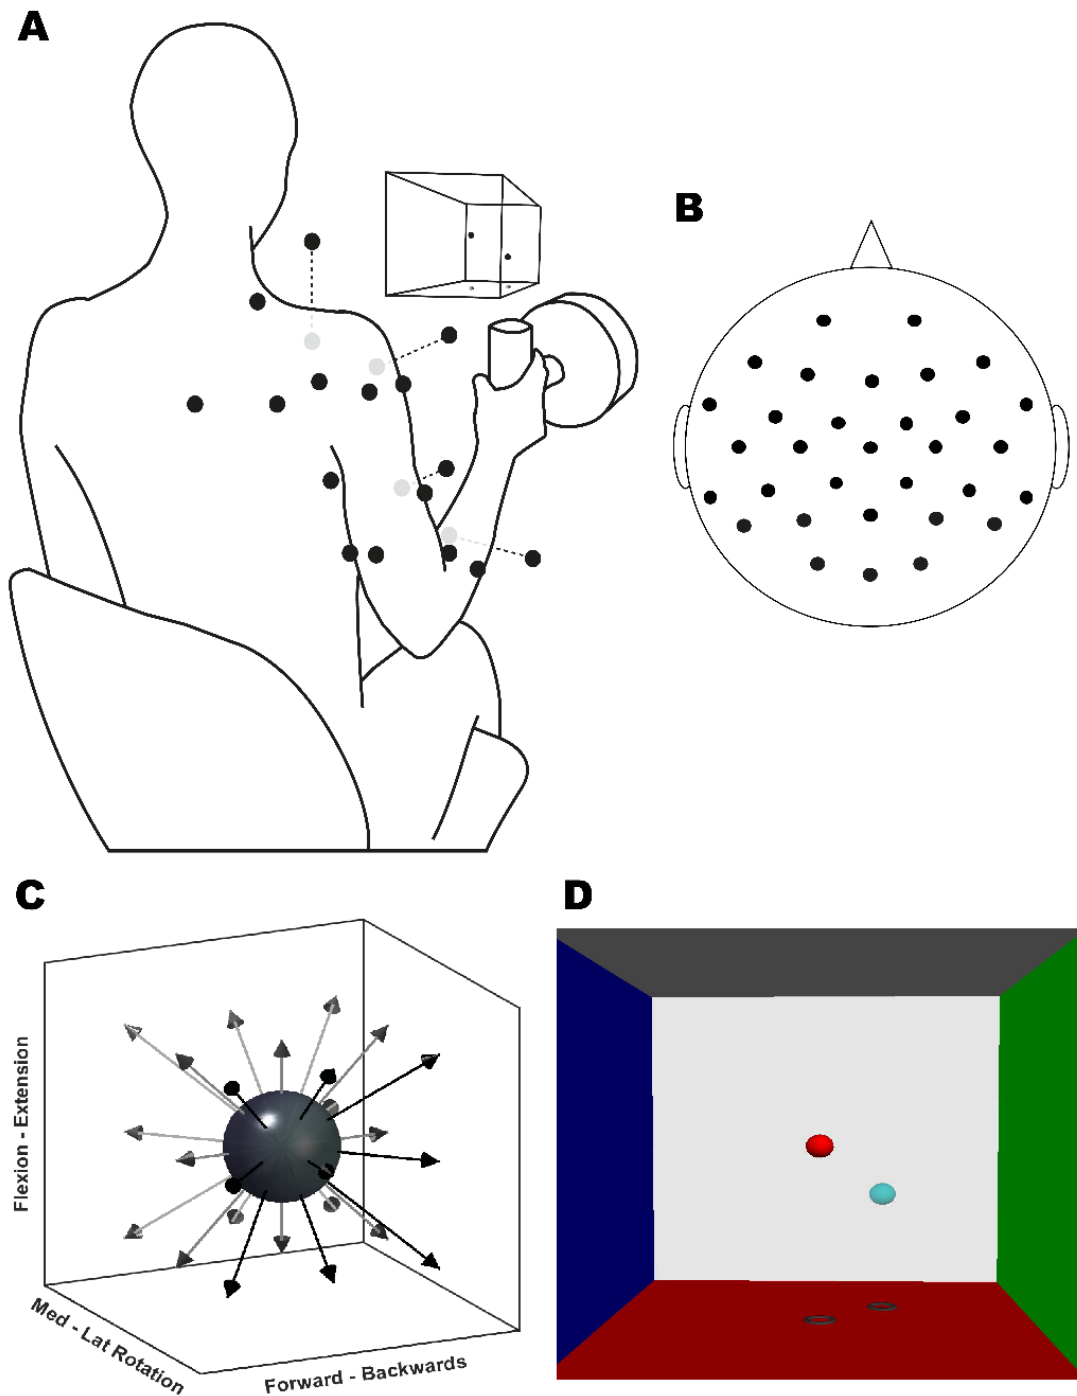 A
B
C
Flexion - Extension
Med - Lat Rotation
Forward - Backwards
D